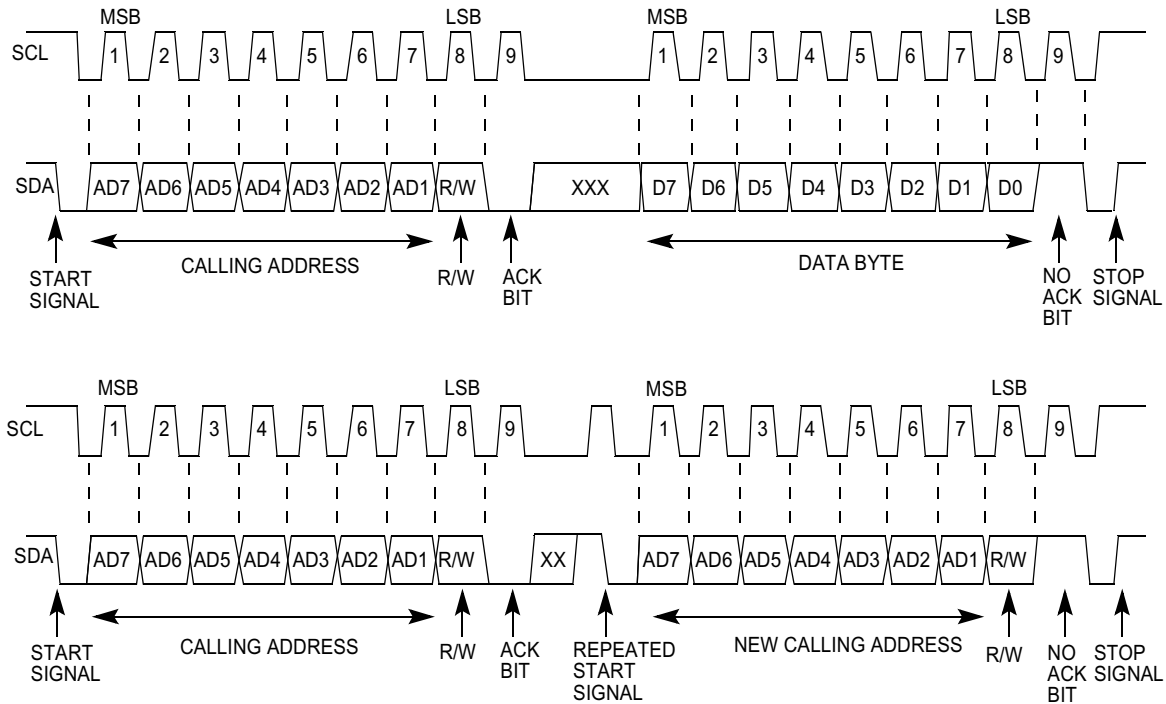 MSB LSB MSB LSB
SCL 1 2 3 4 5 6 7 8 9 1 2 3 4 5 6 7 8 9
SDA AD7 AD6 AD5 AD4 AD3 AD2 AD1 R/W XXX D7 D6 D5 D4 D3 D2 D1 D0
START SIGNAL
CALLING ADDRESS
R/W
ACK BIT
DATA BYTE
NO ACK BIT
STOP SIGNAL
MSB LSB MSB LSB
SCL 1 2 3 4 5 6 7 8 9 1 2 3 4 5 6 7 8 9
SDA AD7 AD6 AD5 AD4 AD3 AD2 AD1 R/W XX AD7 AD6 AD5 AD4 AD3 AD2 AD1 R/W
START SIGNAL
CALLING ADDRESS
R/W
ACK BIT
REPEATED START SIGNAL
NEW CALLING ADDRESS
R/W
NO ACK BIT
STOP SIGNAL